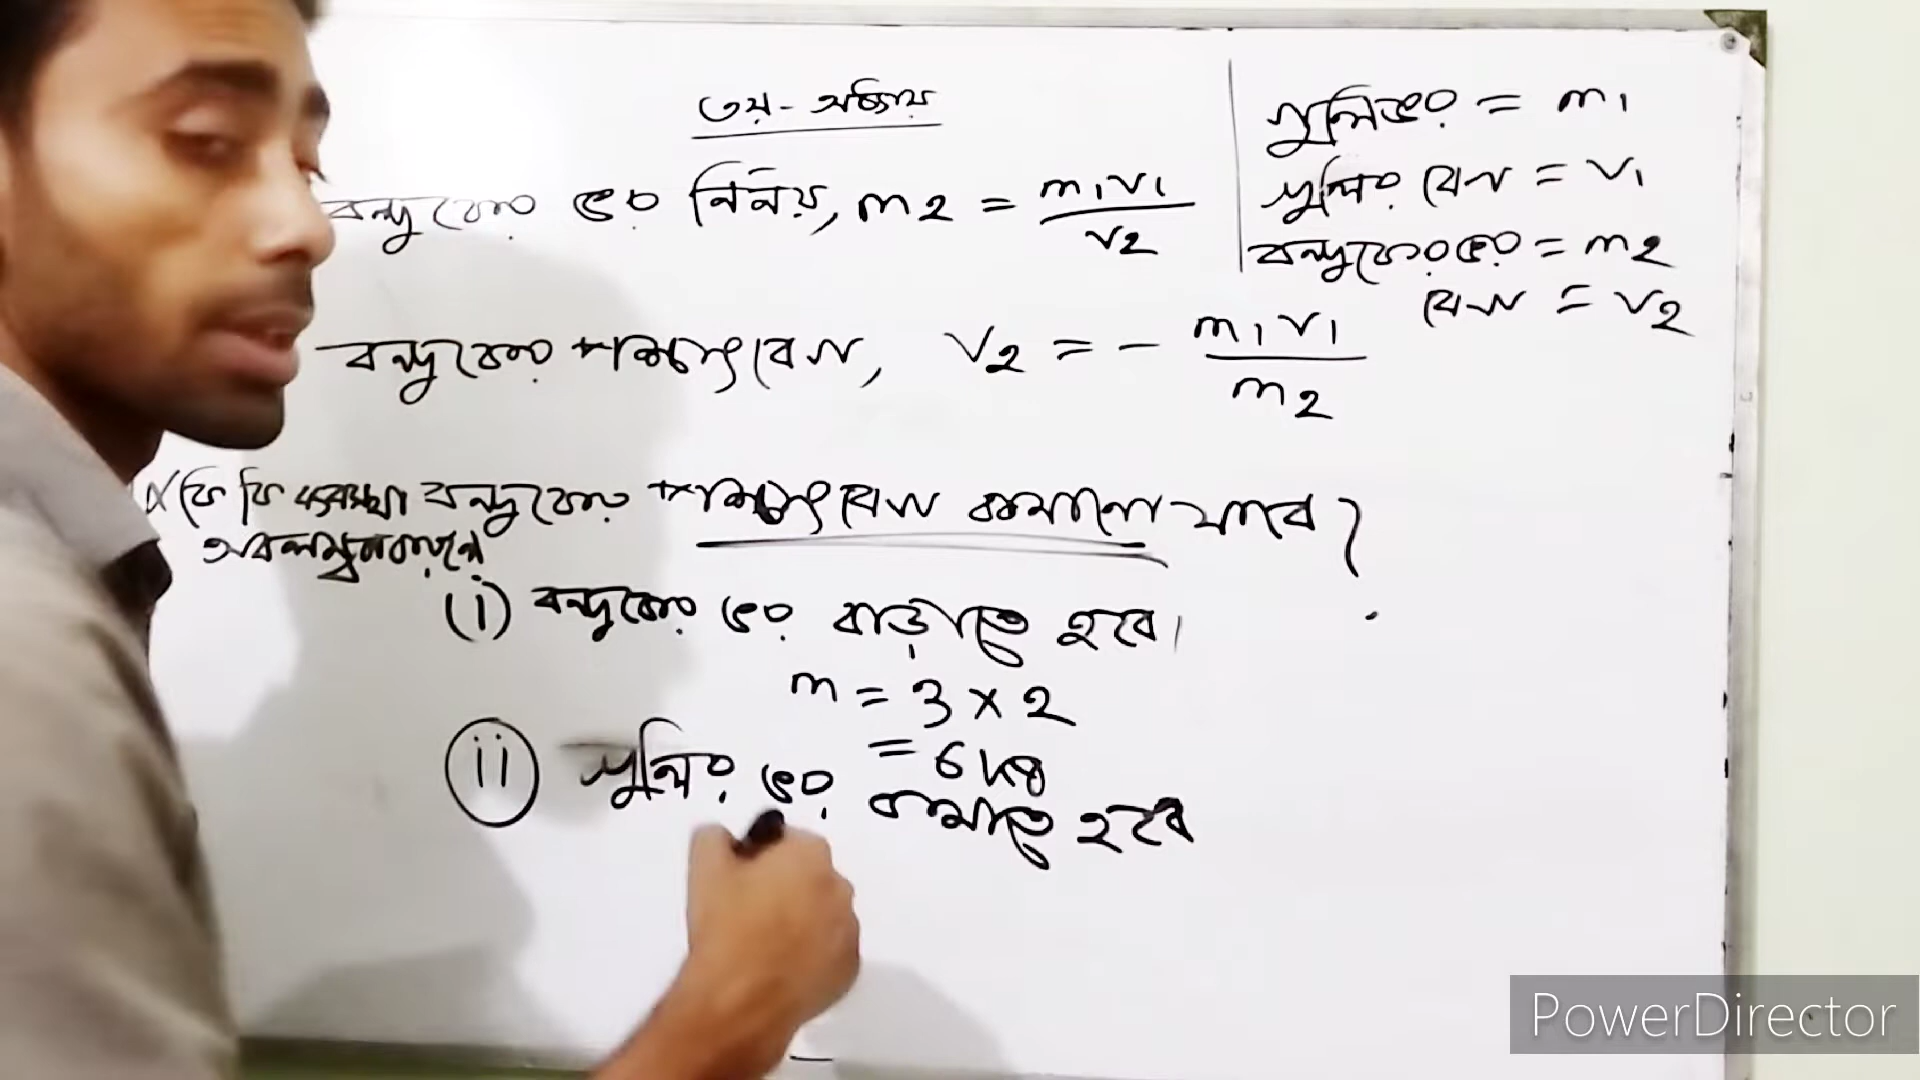 ৩য় - অধ্যায়
বন্দুকের ভর নির্নয়, m2 = m1v1 / v2
বন্দুকের পশ্চাৎবেগ, v2 = - m1v1 / m2
গুলিভর = m1
গুলির বেগ = v1
বন্দুকের ভর = m2
বেগ = v2
কি কি ব্যবস্থা বন্দুকের পশ্চাৎবেগ কমানো যাবে?
অবলম্বন করলে
(i) বন্দুকের ভর বাড়াতে হবে।
m = 3 × 2
= 6 kg
ii গুলির ভর কমাতে হবে
PowerDirector